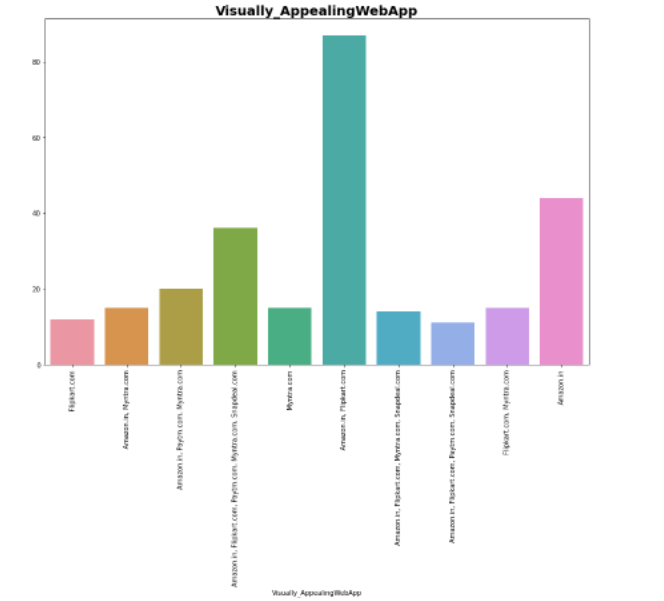 Visually_AppealingWebApp
80
60
40
20
0
Flipkart.com
Amazon.in, Myntra.com
Amazon.in, Paytm.com, Myntra.com
Amazon.in, Flipkart.com, Paytm.com, Myntra.com, Snapdeal.com
Myntra.com
Amazon.in, Flipkart.com
Amazon.in, Flipkart.com, Myntra.com, Snapdeal.com
Amazon.in, Flipkart.com, Paytm.com, Snapdeal.com
Flipkart.com, Myntra.com
Amazon.in
Visually_AppealingWebApp